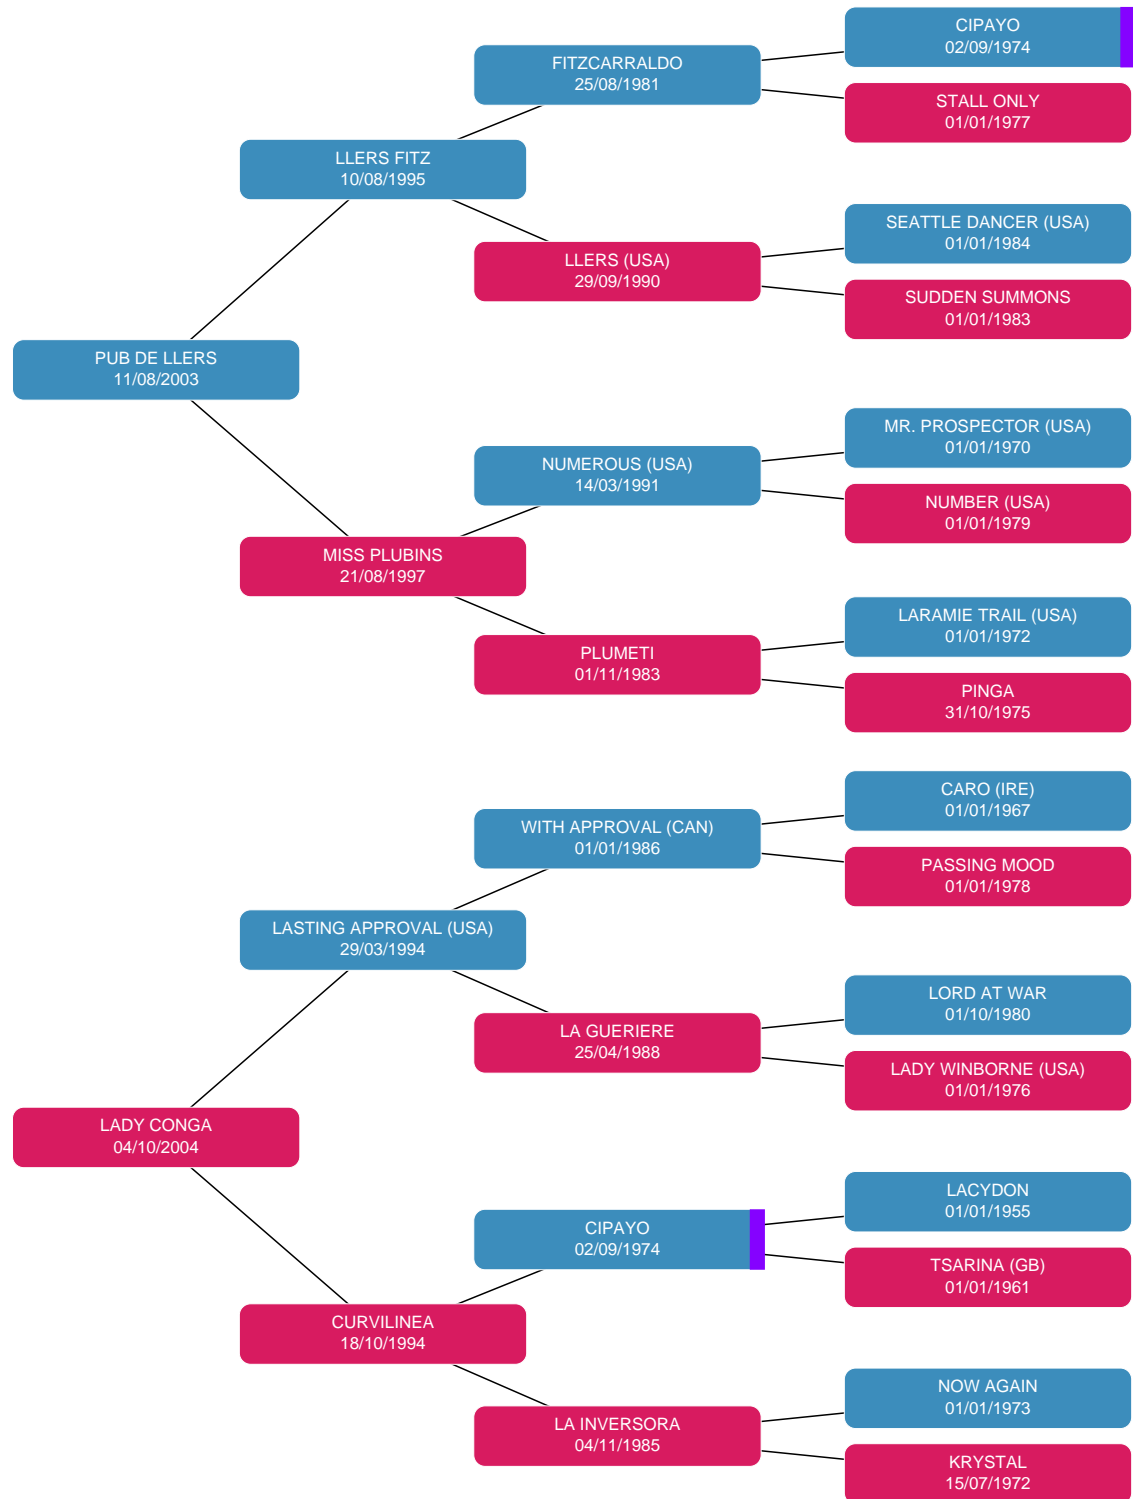 CIPAYO
02/09/1974
FITZCARRALDO
25/08/1981
STALL ONLY
01/01/1977
LLERS FITZ
10/08/1995
SEATTLE DANCER (USA)
01/01/1984
LLERS (USA)
29/09/1990
SUDDEN SUMMONS
01/01/1983
PUB DE LLERS
11/08/2003
MR. PROSPECTOR (USA)
01/01/1970
NUMEROUS (USA)
14/03/1991
NUMBER (USA)
01/01/1979
MISS PLUBINS
21/08/1997
LARAMIE TRAIL (USA)
01/01/1972
PLUMETI
01/11/1983
PINGA
31/10/1975
CARO (IRE)
01/01/1967
WITH APPROVAL (CAN)
01/01/1986
PASSING MOOD
01/01/1978
LASTING APPROVAL (USA)
29/03/1994
LORD AT WAR
01/10/1980
LA GUERIERE
25/04/1988
LADY WINBORNE (USA)
01/01/1976
LADY CONGA
04/10/2004
LACYDON
01/01/1955
CIPAYO
02/09/1974
TSARINA (GB)
01/01/1961
CURVILINEA
18/10/1994
NOW AGAIN
01/01/1973
LA INVERSORA
04/11/1985
KRYSTAL
15/07/1972